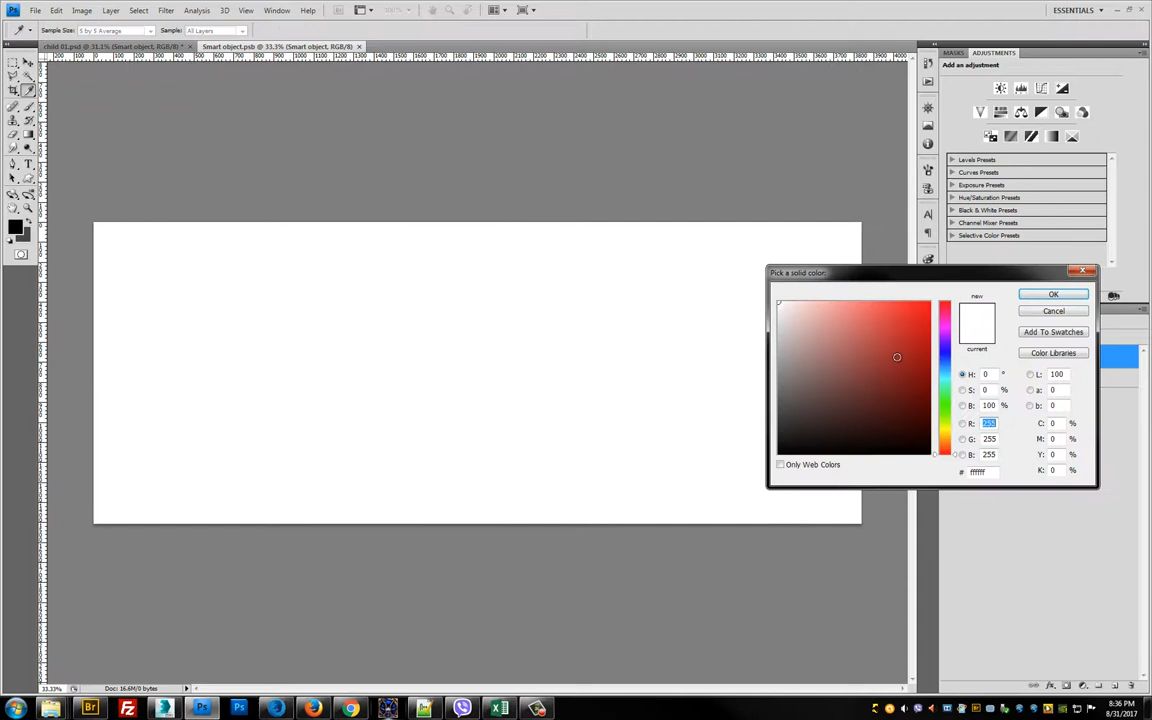 Ps File Edit Image Layer Select Filter Analysis 3D View Window Help Br 100% ESSENTIALS
Sample Size: 5 by 5 Average Sample: All Layers
child 01.psd @ 31.1% (Smart object, RGB/8) * Smart object.psb @ 33.3% (Smart object, RGB/8)
MASKS ADJUSTMENTS
Add an adjustment
Levels Presets
Curves Presets
Exposure Presets
Hue/Saturation Presets
Black & White Presets
Channel Mixer Presets
Selective Color Presets
Pick a solid color:
new
OK
Cancel
Add To Swatches
current
Color Libraries
H: 0 ° L: 100
S: 0 % a: 0
B: 100 % b: 0
R: 255 C: 0 %
G: 255 M: 0 %
B: 255 Y: 0 %
# ffffff K: 0 %
Only Web Colors
33.33% Doc: 16.6M/0 bytes
8:36 PM
8/31/2017